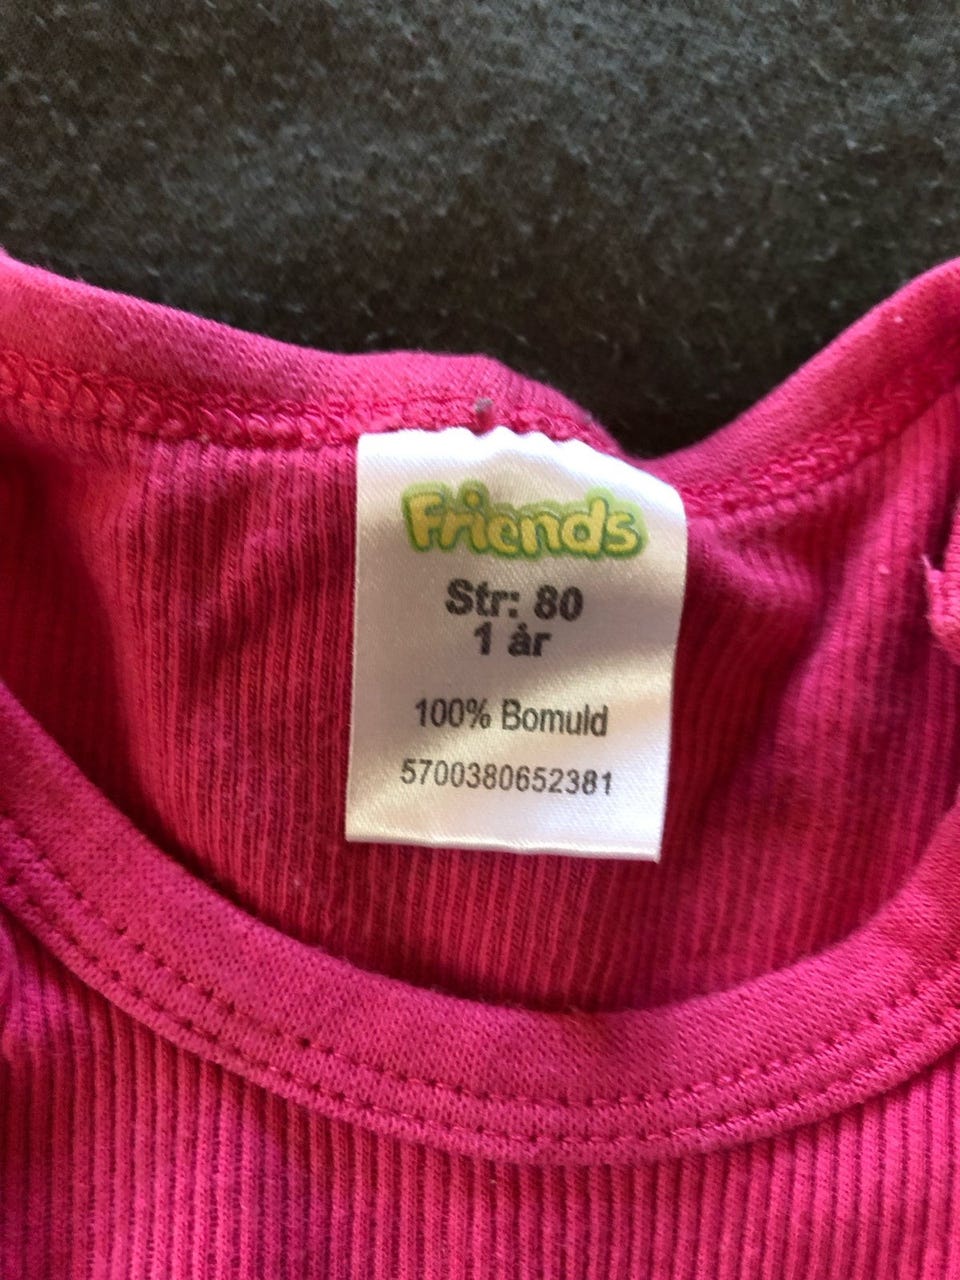 Friends
Str: 80
1 år
100% Bomuld
5700380652381